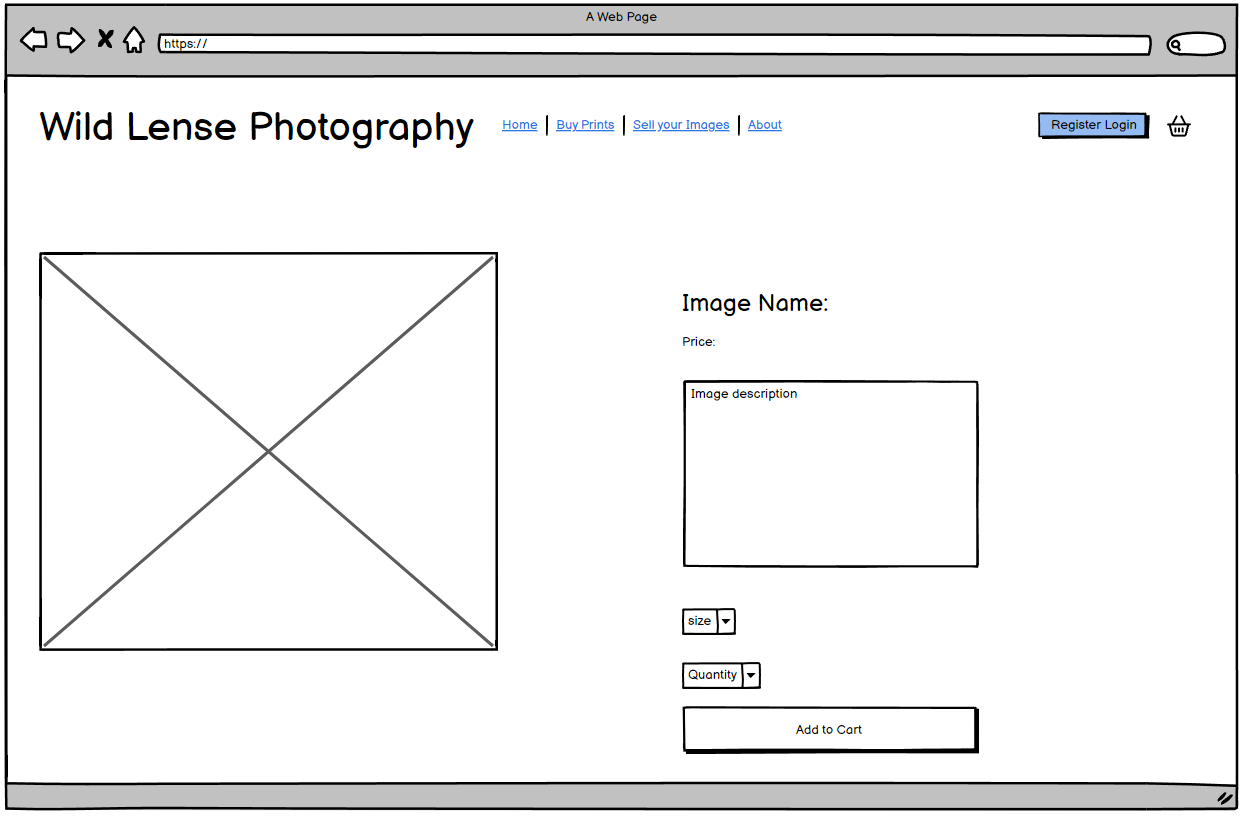 A Web Page
https://
Wild Lense Photography
Home
Buy Prints
Sell your Images
About
Register Login
Image Name:
Price:
Image description
size
Quantity
Add to Cart